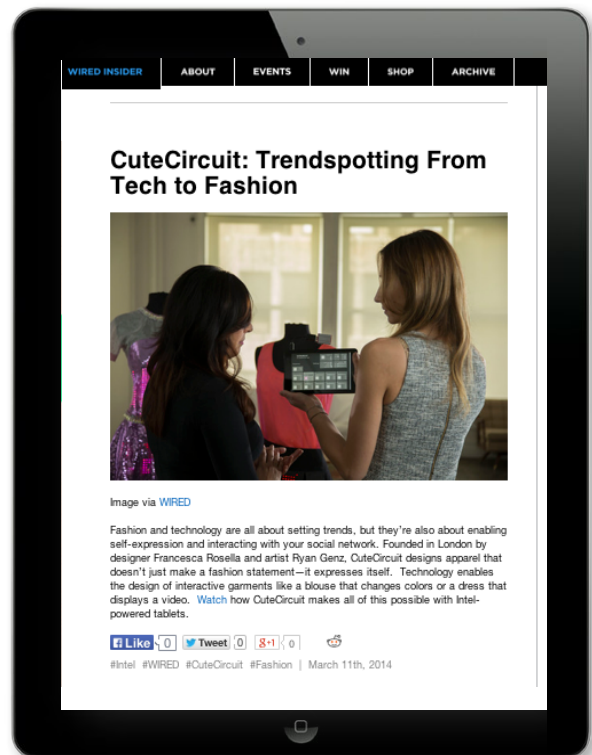 WIRED INSIDER ABOUT EVENTS WIN SHOP ARCHIVE
CuteCircuit: Trendspotting From
Tech to Fashion
Image via WIRED
Fashion and technology are all about setting trends, but they're also about enabling
self-expression and interacting with your social network. Founded in London by
designer Francesca Rosella and artist Ryan Genz, CuteCircuit designs apparel that
doesn't just make a fashion statement—it expresses itself. Technology enables
the design of interactive garments like a blouse that changes colors or a dress that
displays a video. Watch how CuteCircuit makes all of this possible with Intel-
powered tablets.
Like 0 Tweet 0 g+1 0
#Intel #WIRED #CuteCircuit #Fashion | March 11th, 2014